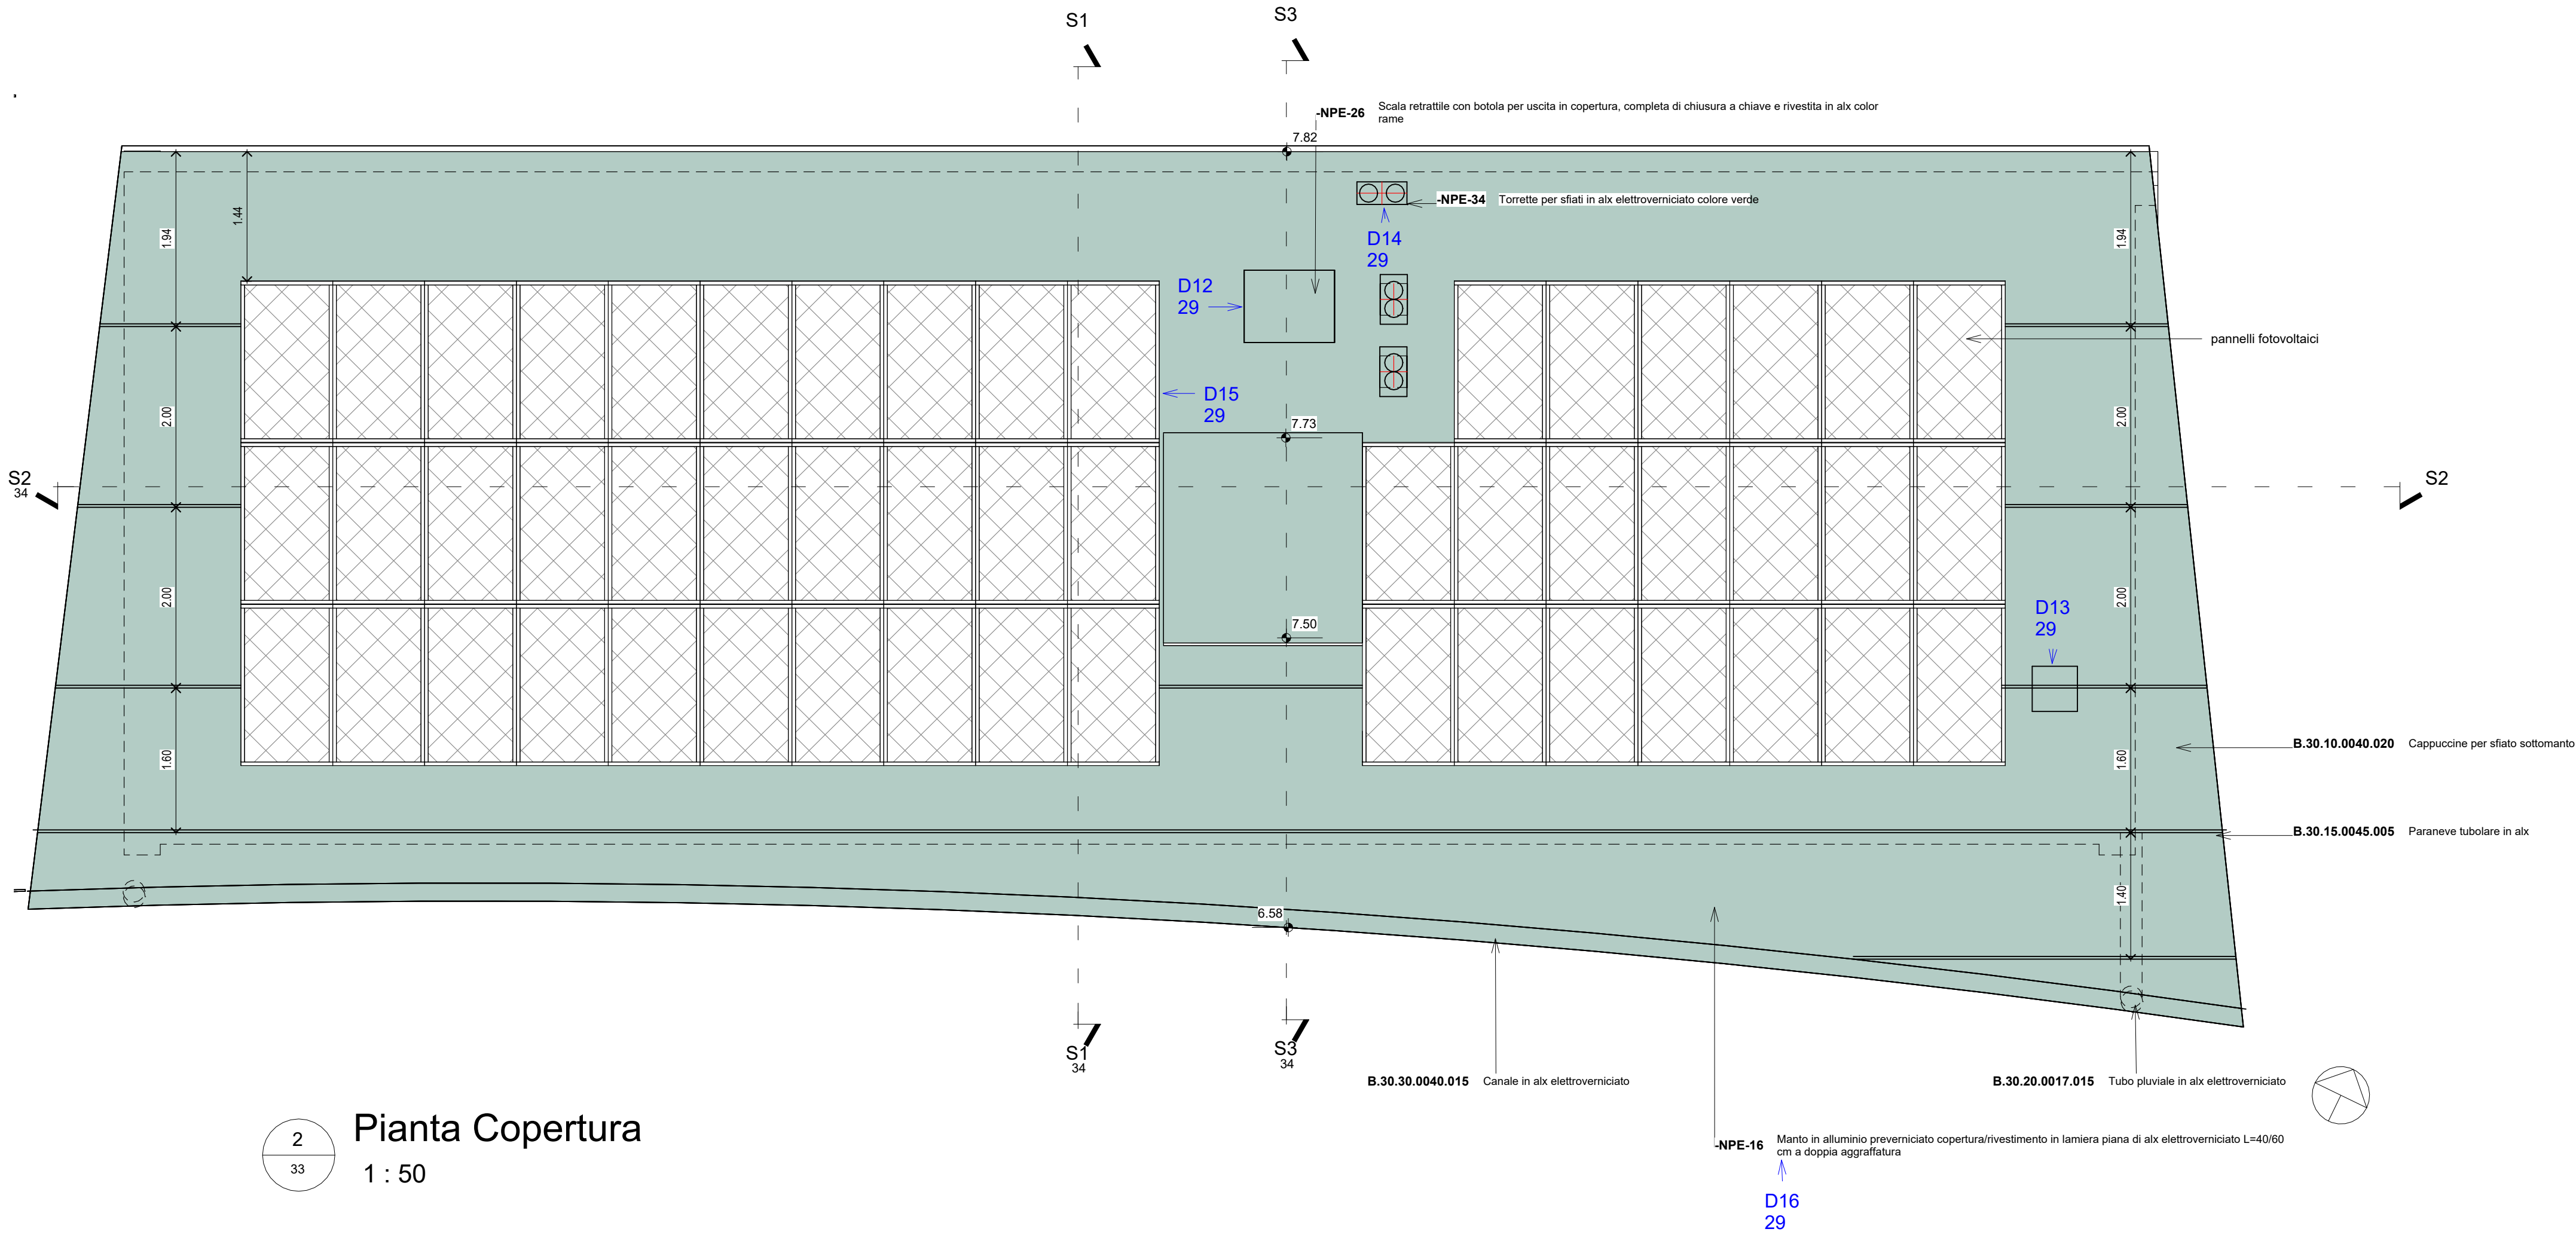 S1
S3
-NPE-26
Scala retrattile con botola per uscita in copertura, completa di chiusura a chiave e rivestita in alx color
rame
7.82
-NPE-34
Torrette per sfiati in alx elettroverniciato colore verde
1.44
1.94
1.94
D14
29
D12
29
pannelli fotovoltaici
D15
29
2.00
2.00
7.73
S2
34
S2
2.00
2.00
7.50
D13
29
1.60
1.60
B.30.10.0040.020
Cappuccine per sfiato sottomanto
B.30.15.0045.005
Paraneve tubolare in alx
1.40
6.58
S1
34
S3
34
B.30.30.0040.015
Canale in alx elettroverniciato
B.30.20.0017.015
Tubo pluviale in alx elettroverniciato
2
33
Pianta Copertura
1 : 50
-NPE-16
Manto in alluminio preverniciato copertura/rivestimento in lamiera piana di alx elettroverniciato L=40/60
cm a doppia aggraffatura
D16
29